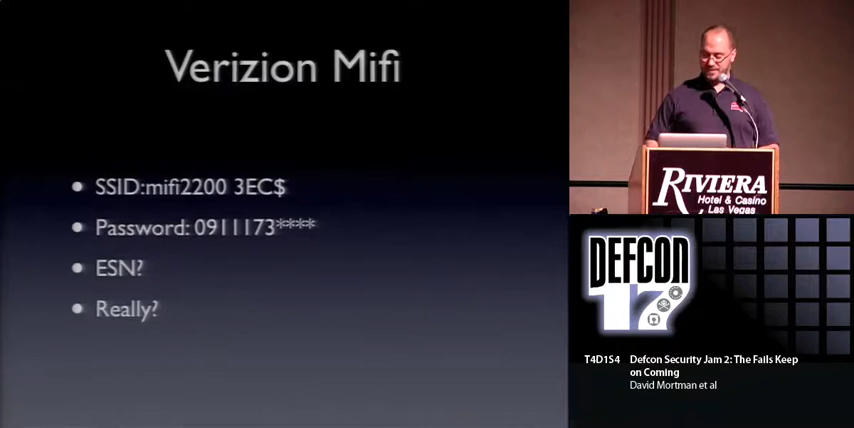 Verizion Mifi
• SSID:mifi2200 3EC$
• Password: 0911173****
• ESN?
• Really?
RIVIERA
Hotel & Casino
Las Vegas
DEFCON
17
T4D1S4 Defcon Security Jam 2: The Fails Keep
on Coming
David Mortman et al